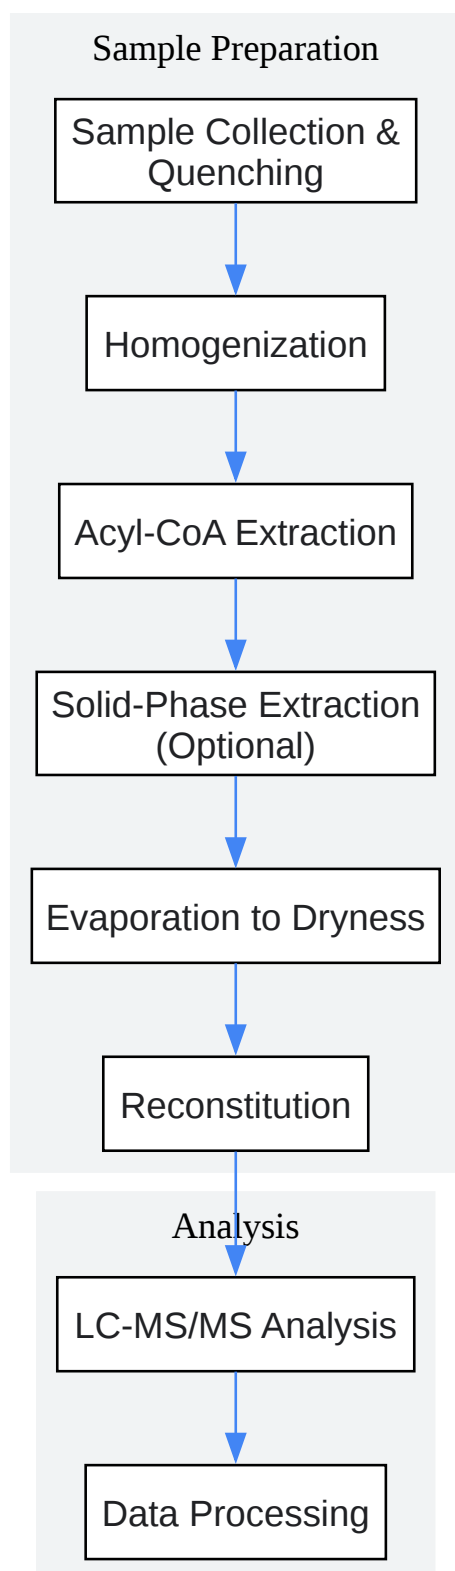 Sample Preparation
Sample Collection &
Quenching
Homogenization
Acyl-CoA Extraction
Solid-Phase Extraction
(Optional)
Evaporation to Dryness
Reconstitution
Analysis
LC-MS/MS Analysis
Data Processing